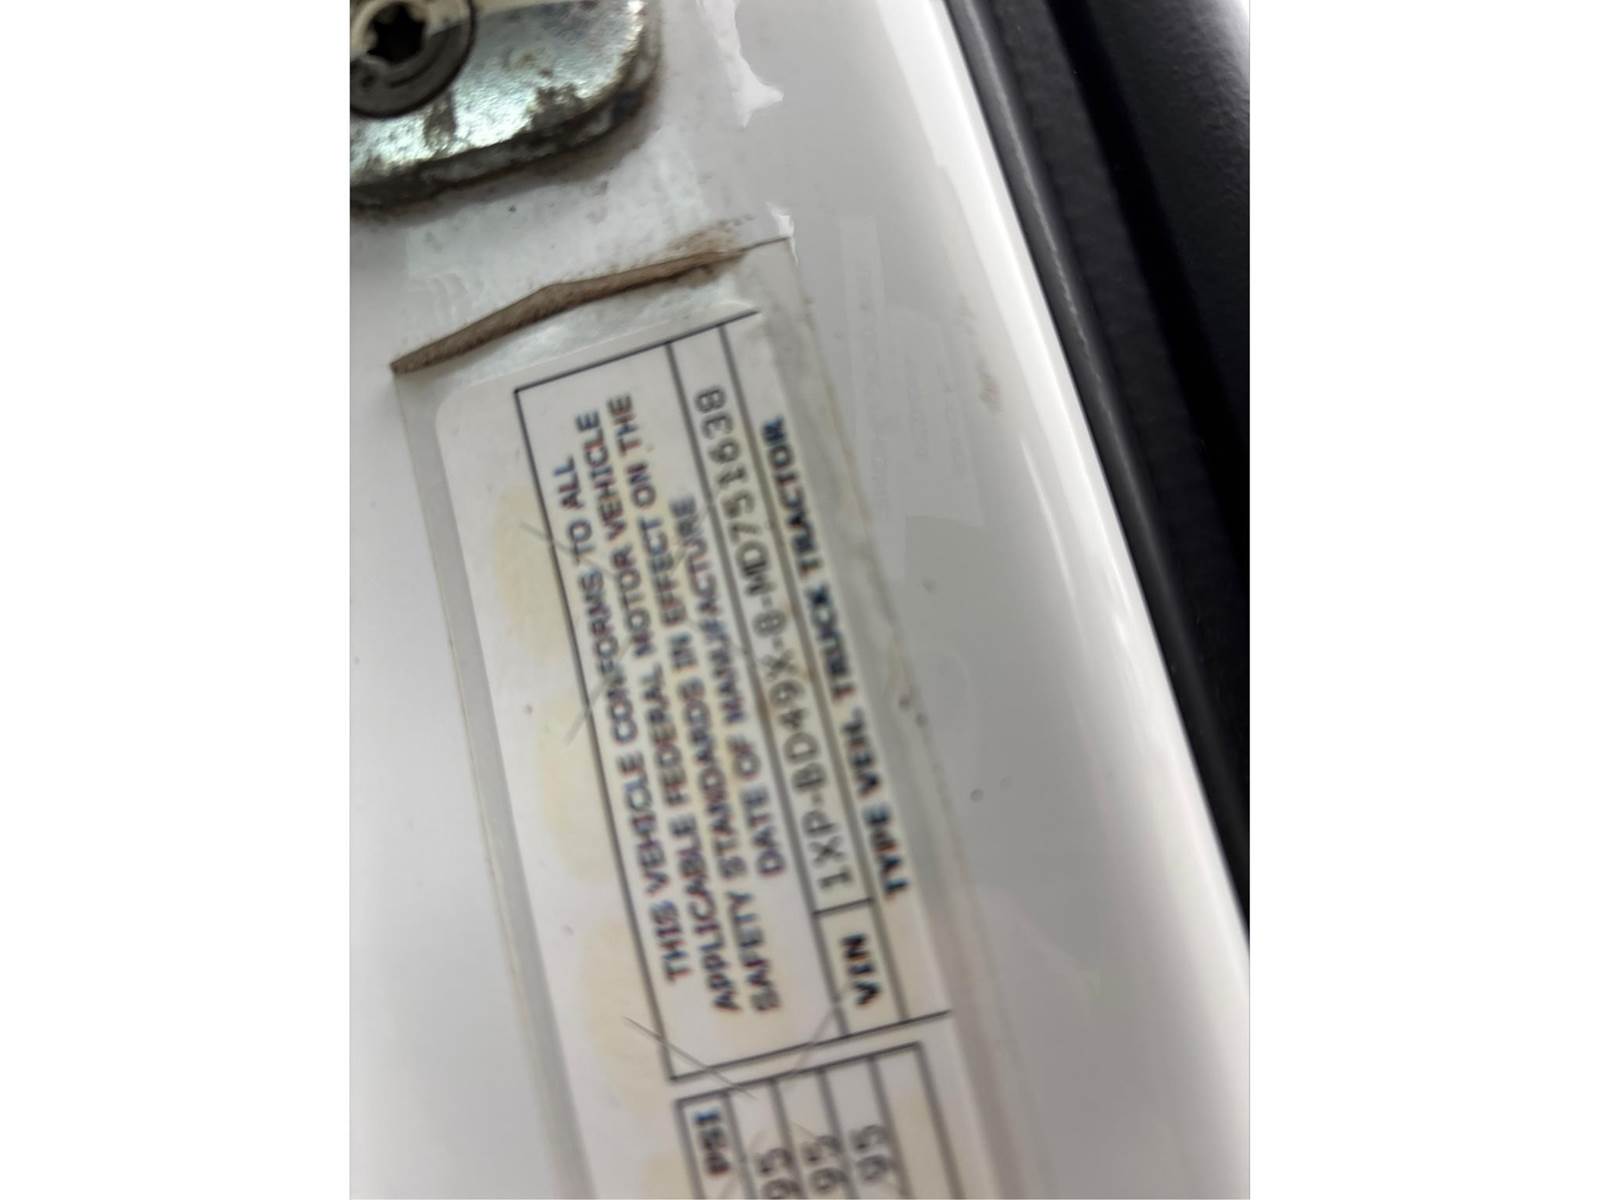 THIS VEHICLE CONFORMS TO ALL
APPLICABLE FEDERAL MOTOR VEHICLE
SAFETY STANDARDS IN EFFECT ON THE
DATE OF MANUFACTURE
VIN 1XP-BD49X-8-MD751638
TYPE VEH. TRUCK TRACTOR
PSI
95
95
95